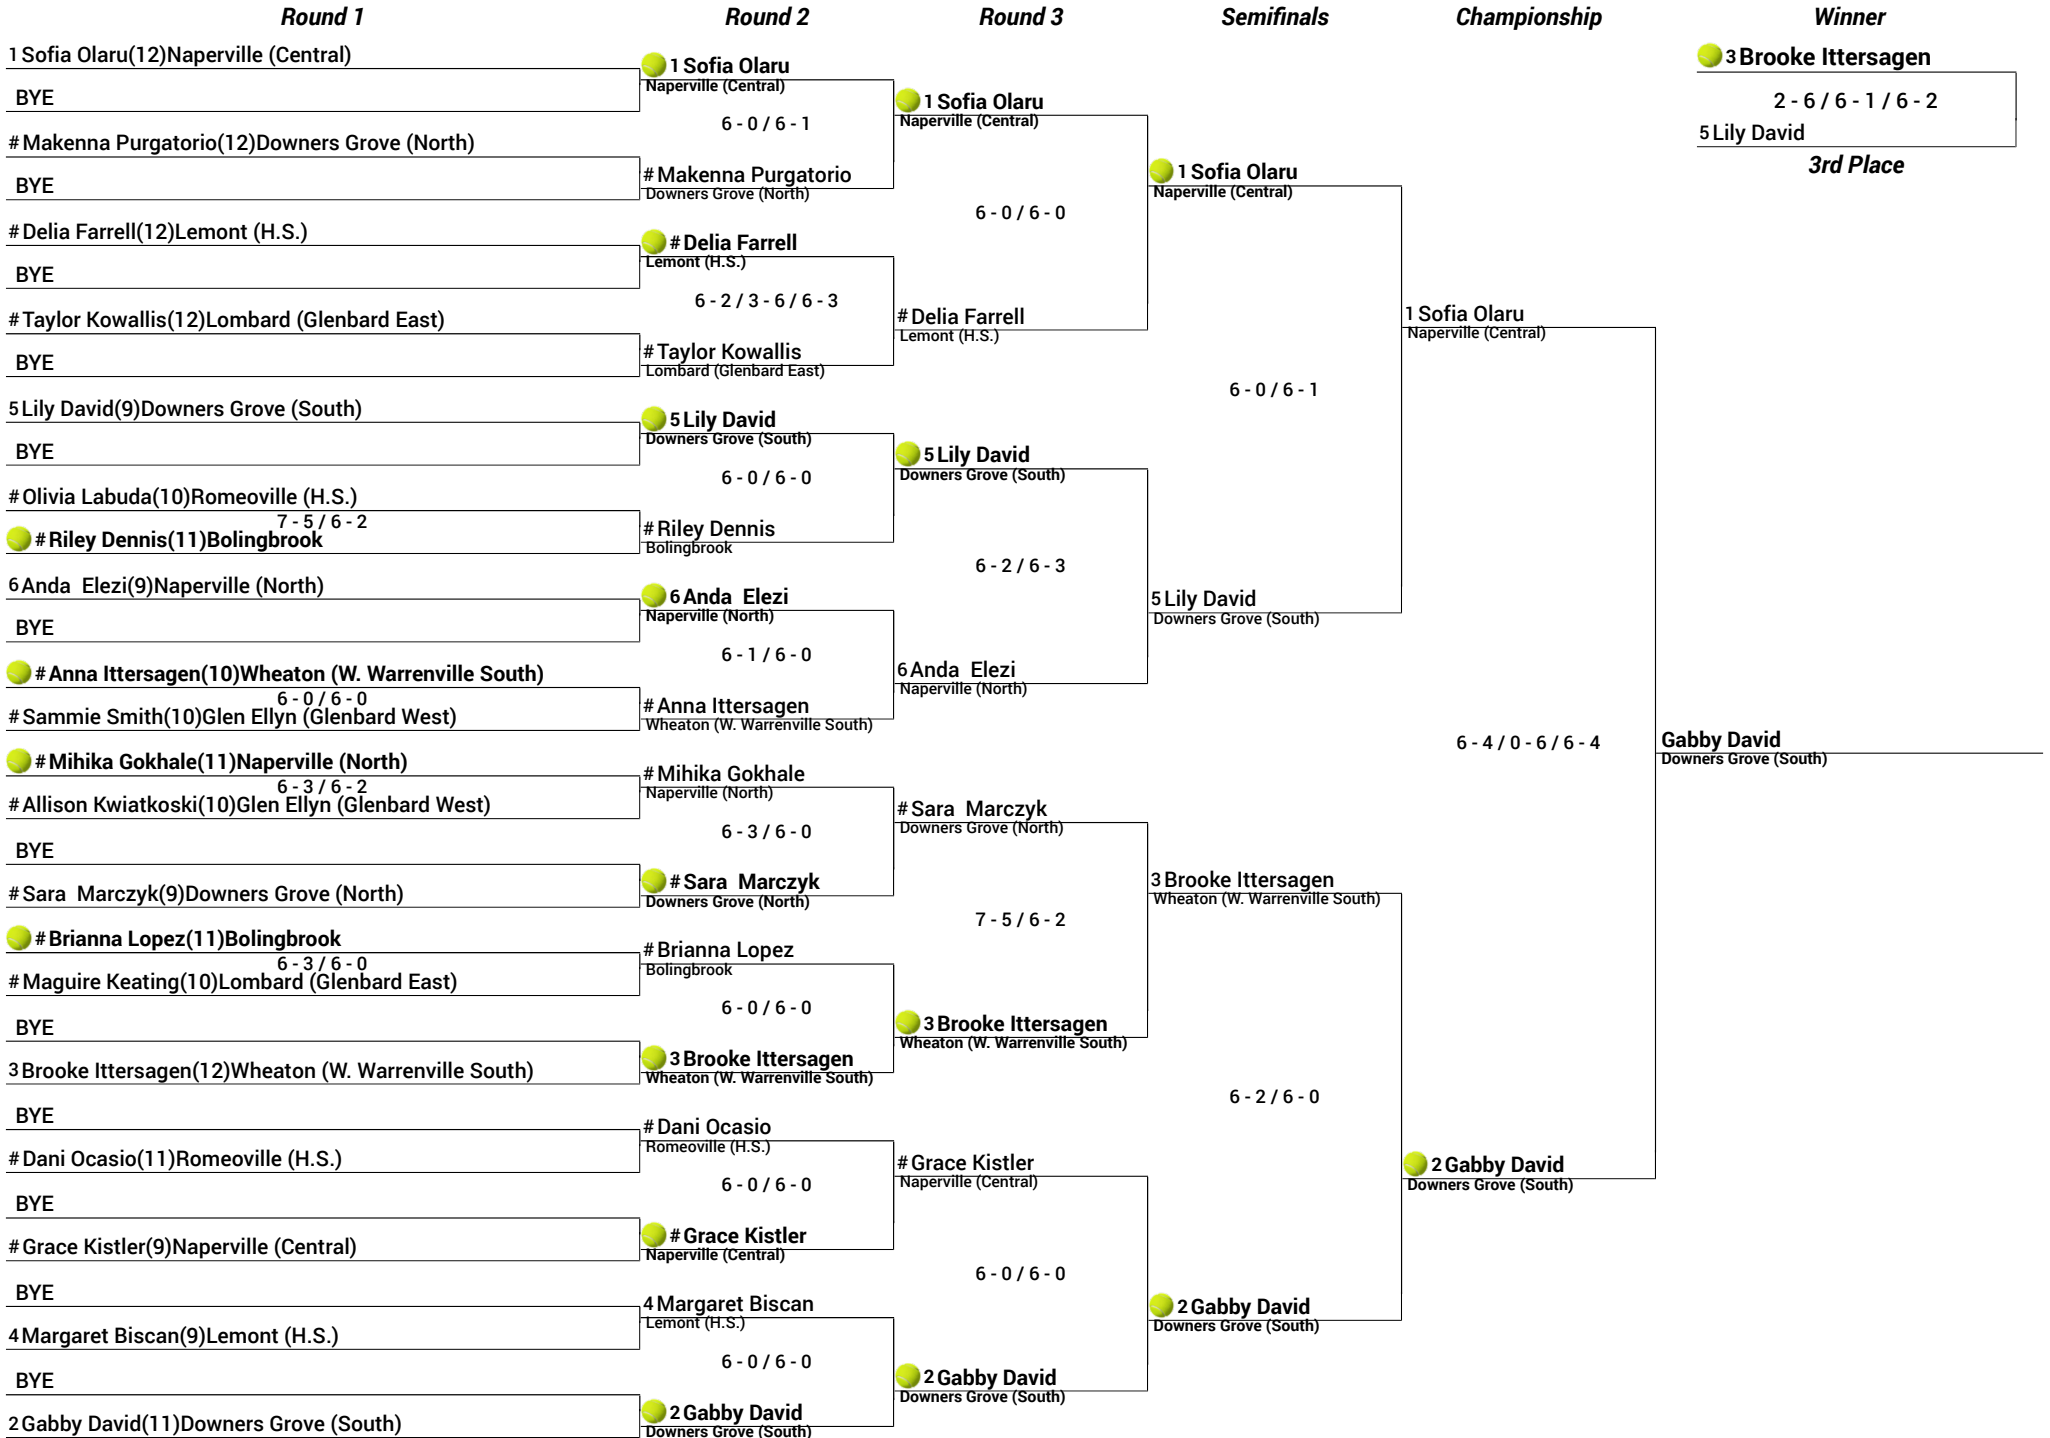 Round 1
1 Sofia Olaru(12)Naperville (Central)
BYE
# Makenna Purgatorio(12)Downers Grove (North)
BYE
# Delia Farrell(12)Lemont (H.S.)
BYE
# Taylor Kowallis(12)Lombard (Glenbard East)
BYE
5 Lily David(9)Downers Grove (South)
BYE
# Olivia Labuda(10)Romeoville (H.S.)
7 - 5 / 6 - 2
# Riley Dennis(11)Bolingbrook
6 Anda  Elezi(9)Naperville (North)
BYE
# Anna Ittersagen(10)Wheaton (W. Warrenville South)
6 - 0 / 6 - 0
# Sammie Smith(10)Glen Ellyn (Glenbard West)
# Mihika Gokhale(11)Naperville (North)
6 - 3 / 6 - 2
# Allison Kwiatkoski(10)Glen Ellyn (Glenbard West)
BYE
# Sara  Marczyk(9)Downers Grove (North)
# Brianna Lopez(11)Bolingbrook
6 - 3 / 6 - 0
# Maguire Keating(10)Lombard (Glenbard East)
BYE
3 Brooke Ittersagen(12)Wheaton (W. Warrenville South)
BYE
# Dani Ocasio(11)Romeoville (H.S.)
BYE
# Grace Kistler(9)Naperville (Central)
BYE
4 Margaret Biscan(9)Lemont (H.S.)
BYE
2 Gabby David(11)Downers Grove (South)
Round 2
1 Sofia Olaru
Naperville (Central)
6 - 0 / 6 - 1
# Makenna Purgatorio
Downers Grove (North)
# Delia Farrell
Lemont (H.S.)
6 - 2 / 3 - 6 / 6 - 3
# Taylor Kowallis
Lombard (Glenbard East)
5 Lily David
Downers Grove (South)
6 - 0 / 6 - 0
# Riley Dennis
Bolingbrook
6 Anda  Elezi
Naperville (North)
6 - 1 / 6 - 0
# Anna Ittersagen
Wheaton (W. Warrenville South)
# Mihika Gokhale
Naperville (North)
6 - 3 / 6 - 0
# Sara  Marczyk
Downers Grove (North)
# Brianna Lopez
Bolingbrook
6 - 0 / 6 - 0
3 Brooke Ittersagen
Wheaton (W. Warrenville South)
# Dani Ocasio
Romeoville (H.S.)
6 - 0 / 6 - 0
# Grace Kistler
Naperville (Central)
4 Margaret Biscan
Lemont (H.S.)
6 - 0 / 6 - 0
2 Gabby David
Downers Grove (South)
Round 3
1 Sofia Olaru
Naperville (Central)
6 - 0 / 6 - 0
# Delia Farrell
Lemont (H.S.)
5 Lily David
Downers Grove (South)
6 - 2 / 6 - 3
6 Anda  Elezi
Naperville (North)
# Sara  Marczyk
Downers Grove (North)
7 - 5 / 6 - 2
3 Brooke Ittersagen
Wheaton (W. Warrenville South)
# Grace Kistler
Naperville (Central)
6 - 0 / 6 - 0
2 Gabby David
Downers Grove (South)
Semifinals
1 Sofia Olaru
Naperville (Central)
6 - 0 / 6 - 1
5 Lily David
Downers Grove (South)
3 Brooke Ittersagen
Wheaton (W. Warrenville South)
6 - 2 / 6 - 0
2 Gabby David
Downers Grove (South)
Championship
1 Sofia Olaru
Naperville (Central)
6 - 4 / 0 - 6 / 6 - 4
2 Gabby David
Downers Grove (South)
Winner
3 Brooke Ittersagen
2 - 6 / 6 - 1 / 6 - 2
5 Lily David
3rd Place
Gabby David
Downers Grove (South)